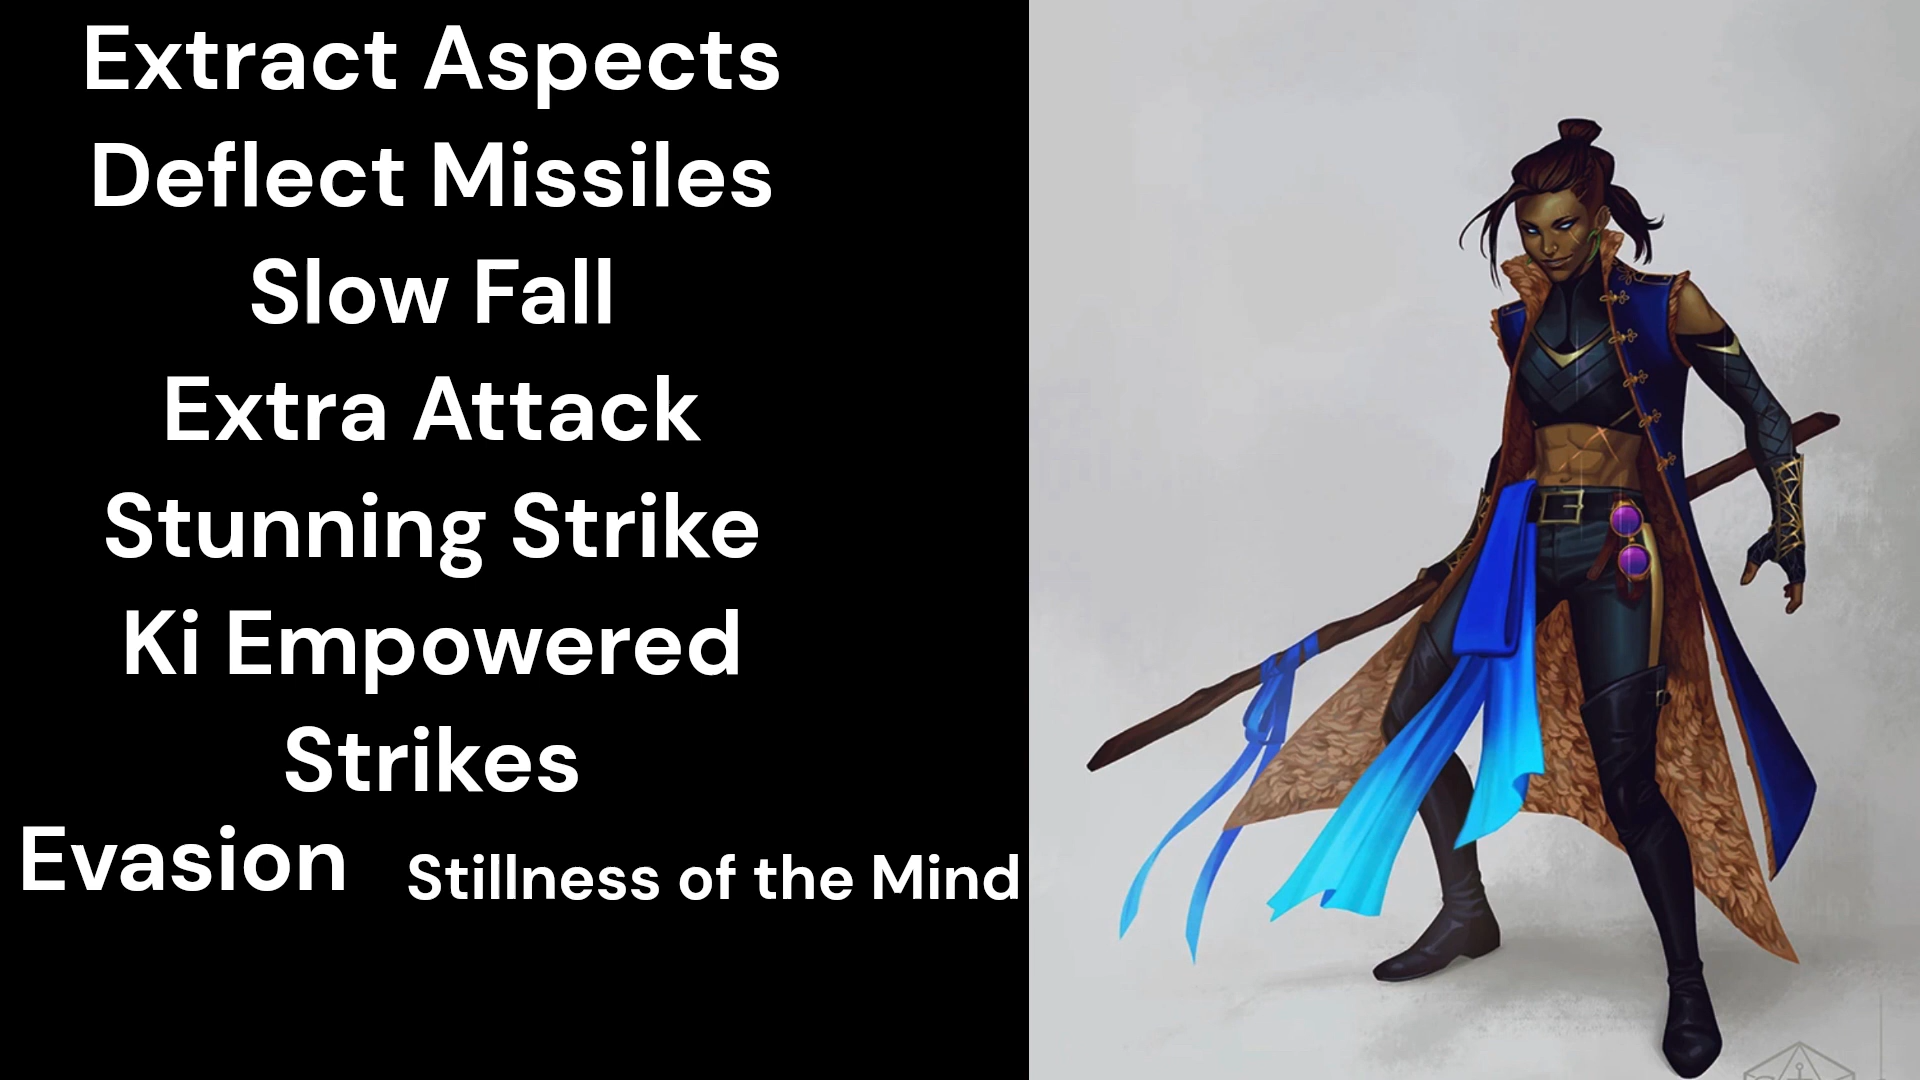 Extract Aspects
Deflect Missiles
Slow Fall
Extra Attack
Stunning Strike
Ki Empowered
Strikes
Evasion
Stillness of the Mind